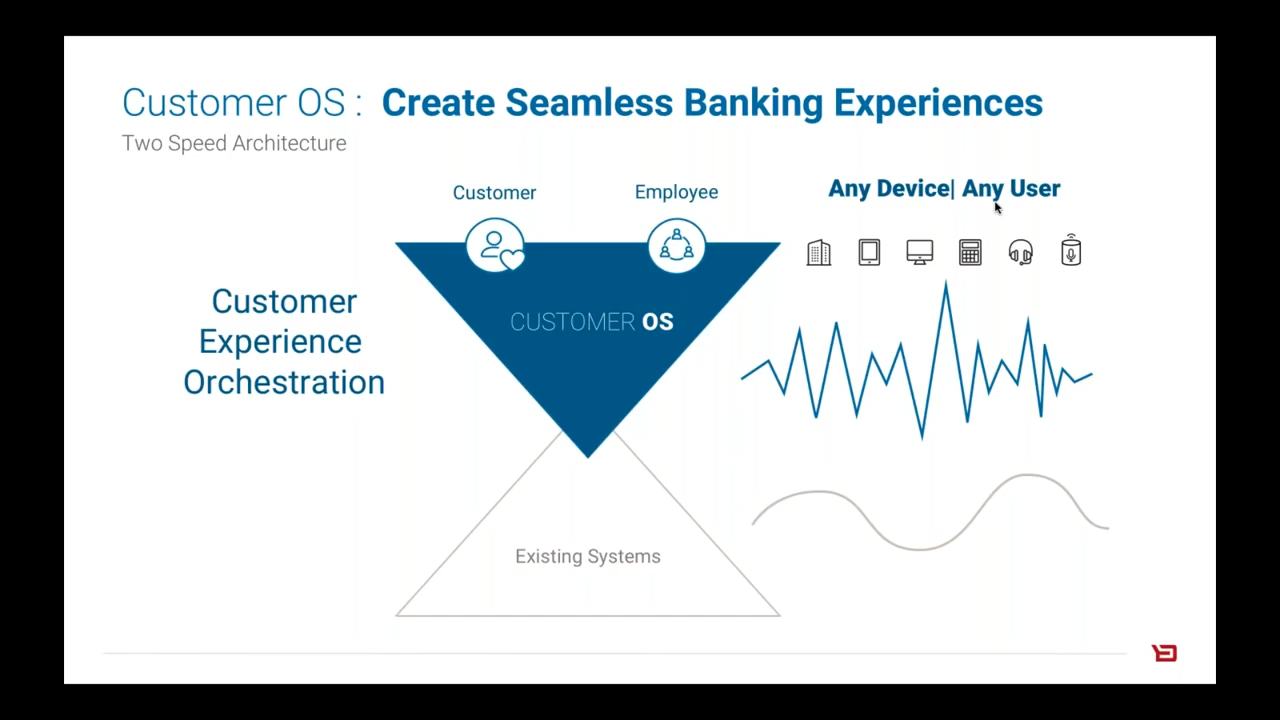 Customer OS : Create Seamless Banking Experiences
Two Speed Architecture
Customer
Employee
Any Device| Any User
Customer
Experience
Orchestration
CUSTOMER OS
Existing Systems